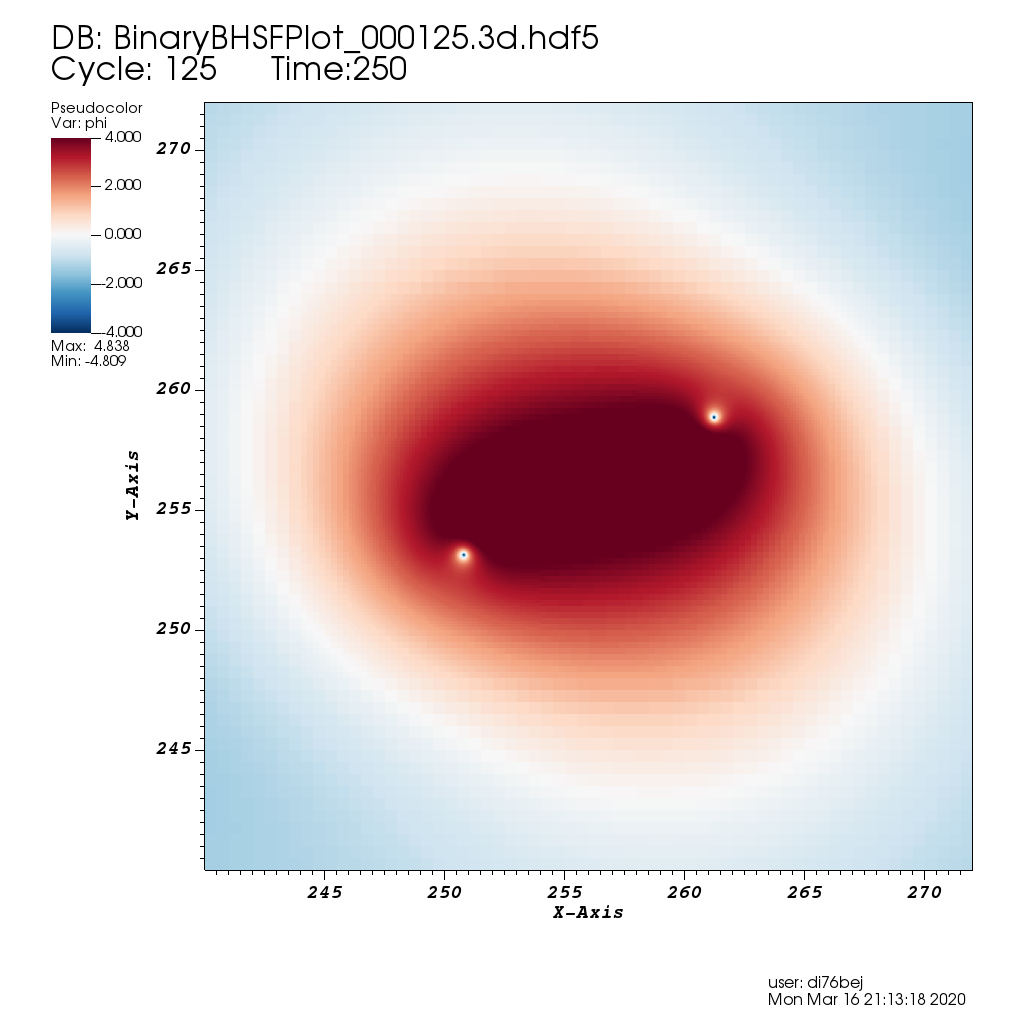 DB: BinaryBHSFPlot_000125.3d.hdf5
Cycle: 125 Time:250
Pseudocolor
Var: phi
4.000
2.000
0.000
-2.000
-4.000
Max: 4.838
Min: -4.809
270
265
260
255
250
245
Y-Axis
245 250 255 260 265 270
X-Axis
user: di76bej
Mon Mar 16 21:13:18 2020